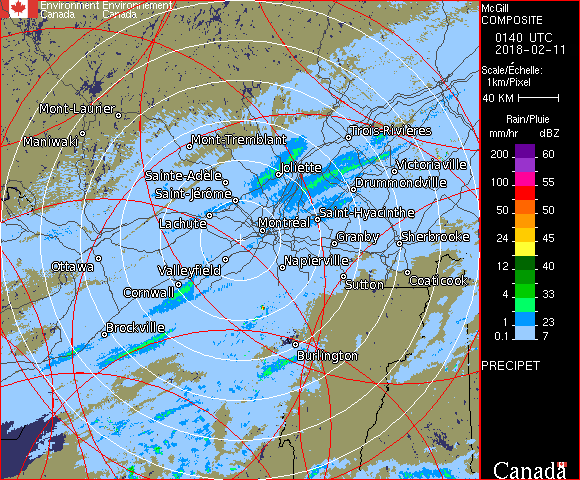 Environment Environnement
Canada Canada
McGill
COMPOSITE
0140 UTC
2018-02-11
Scale/Échelle:
1km/Pixel
40 KM
Rain/Pluie
mm/hr dBZ
200 60
100 55
50 50
24 45
12 40
4 33
1 23
0.1 7
PRECIPET
Canada
Mont-Laurier
Maniwaki
Mont-Tremblant
Trois-Rivières
Sainte-Adèle
Joliette
Victoriaville
Saint-Jérôme
Drummondville
Lachute
Montréal
Saint-Hyacinthe
Granby
Sherbrooke
Ottawa
Valleyfield
Napierville
Cornwall
Sutton
Coaticook
Brockville
Burlington